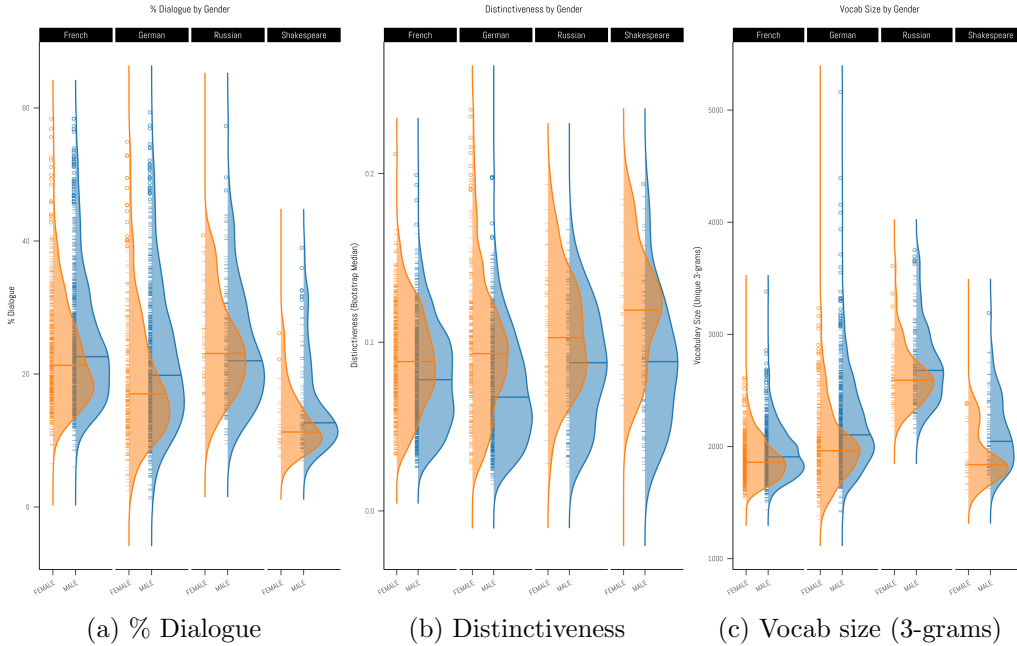 % Dialogue by Gender
French German Russian Shakespeare
% Dialogue
60
40
20
0
FEMALE MALE FEMALE MALE FEMALE MALE FEMALE MALE
(a) % Dialogue
Distinctiveness by Gender
French German Russian Shakespeare
Distinctiveness (Bootstrap Median)
0.2
0.1
0.0
FEMALE MALE FEMALE MALE FEMALE MALE FEMALE MALE
(b) Distinctiveness
Vocab Size by Gender
French German Russian Shakespeare
Vocabulary Size (Unique 3-grams)
5000
4000
3000
2000
1000
FEMALE MALE FEMALE MALE FEMALE MALE FEMALE MALE
(c) Vocab size (3-grams)